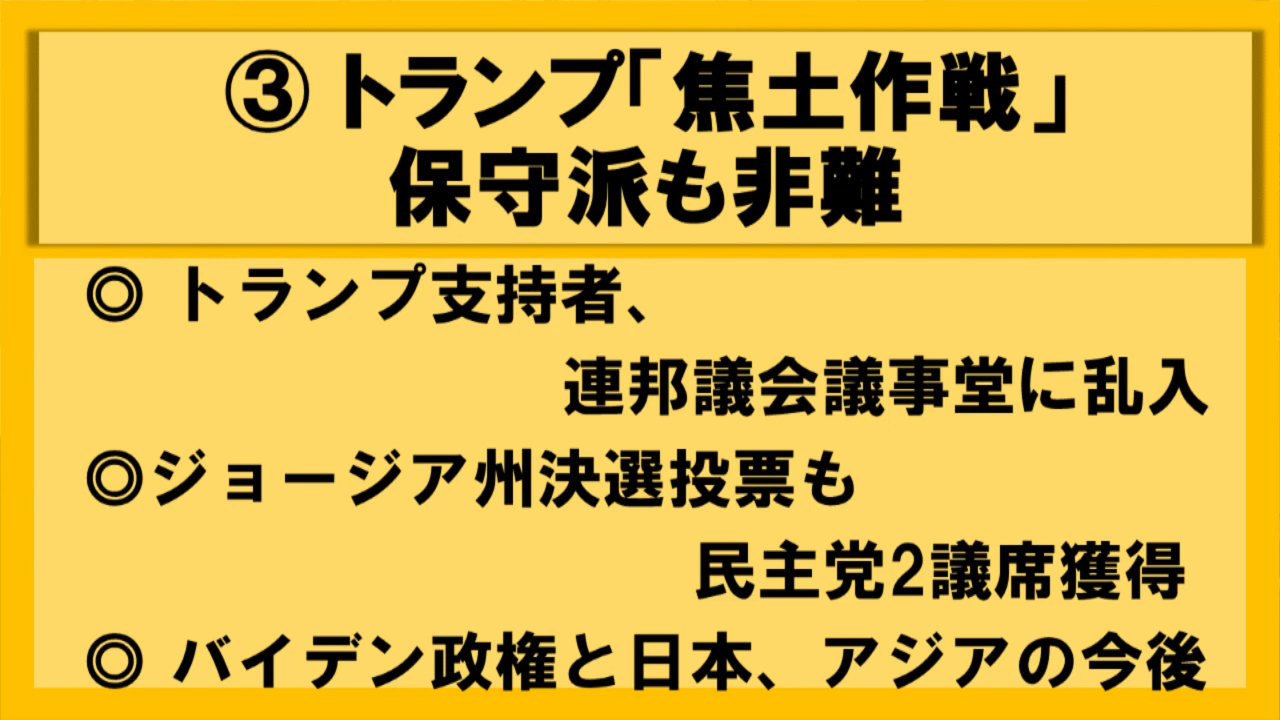 ③トランプ「焦土作戦」
保守派も非難
◎ トランプ支持者、
連邦議会議事堂に乱入
◎ジョージア州決選投票も
民主党2議席獲得
◎ バイデン政権と日本、アジアの今後